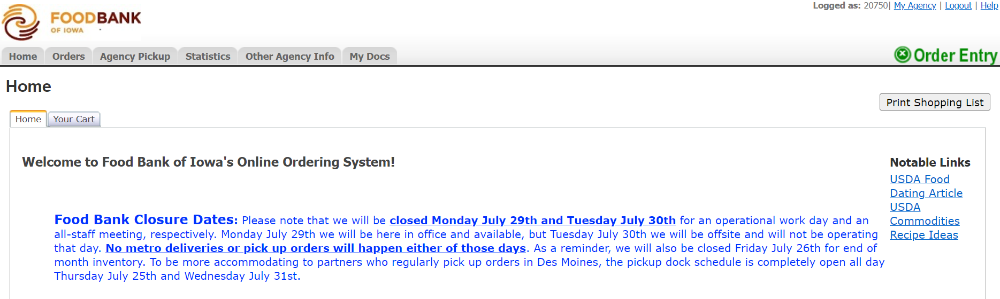 FOODBANK
OF IOWA
Logged as: 20750| My Agency | Logout | Help
Home Orders Agency Pickup Statistics Other Agency Info My Docs
Order Entry
Home
Print Shopping List
Home Your Cart
Welcome to Food Bank of Iowa's Online Ordering System!
Food Bank Closure Dates: Please note that we will be closed Monday July 29th and Tuesday July 30th for an operational work day and an
all-staff meeting, respectively. Monday July 29th we will be here in office and available, but Tuesday July 30th we will be offsite and will not be operating
that day. No metro deliveries or pick up orders will happen either of those days. As a reminder, we will also be closed Friday July 26th for end of
month inventory. To be more accommodating to partners who regularly pick up orders in Des Moines, the pickup dock schedule is completely open all day
Thursday July 25th and Wednesday July 31st.
Notable Links
USDA Food
Dating Article
USDA
Commodities
Recipe Ideas